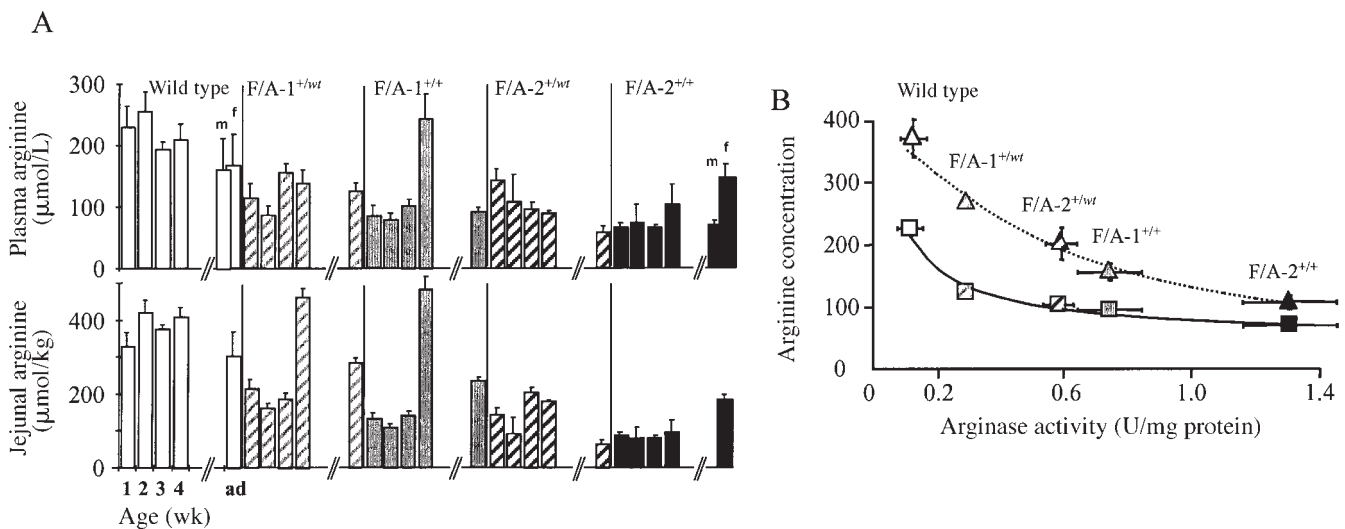 A
Plasma arginine
(μmol/L)
300
200
100
0
Wild type
F/A-1+/wt
F/A-1+/+
F/A-2+/wt
F/A-2+/+
m
f
m
f
Jejunal arginine
(μmol/kg)
400
200
0
1 2 3 4
ad
Age (wk)
B
Wild type
Arginine concentration
400
300
200
100
0
F/A-1+/wt
F/A-2+/wt
F/A-1+/+
F/A-2+/+
0
0.2
0.6
1.0
1.4
Arginase activity (U/mg protein)